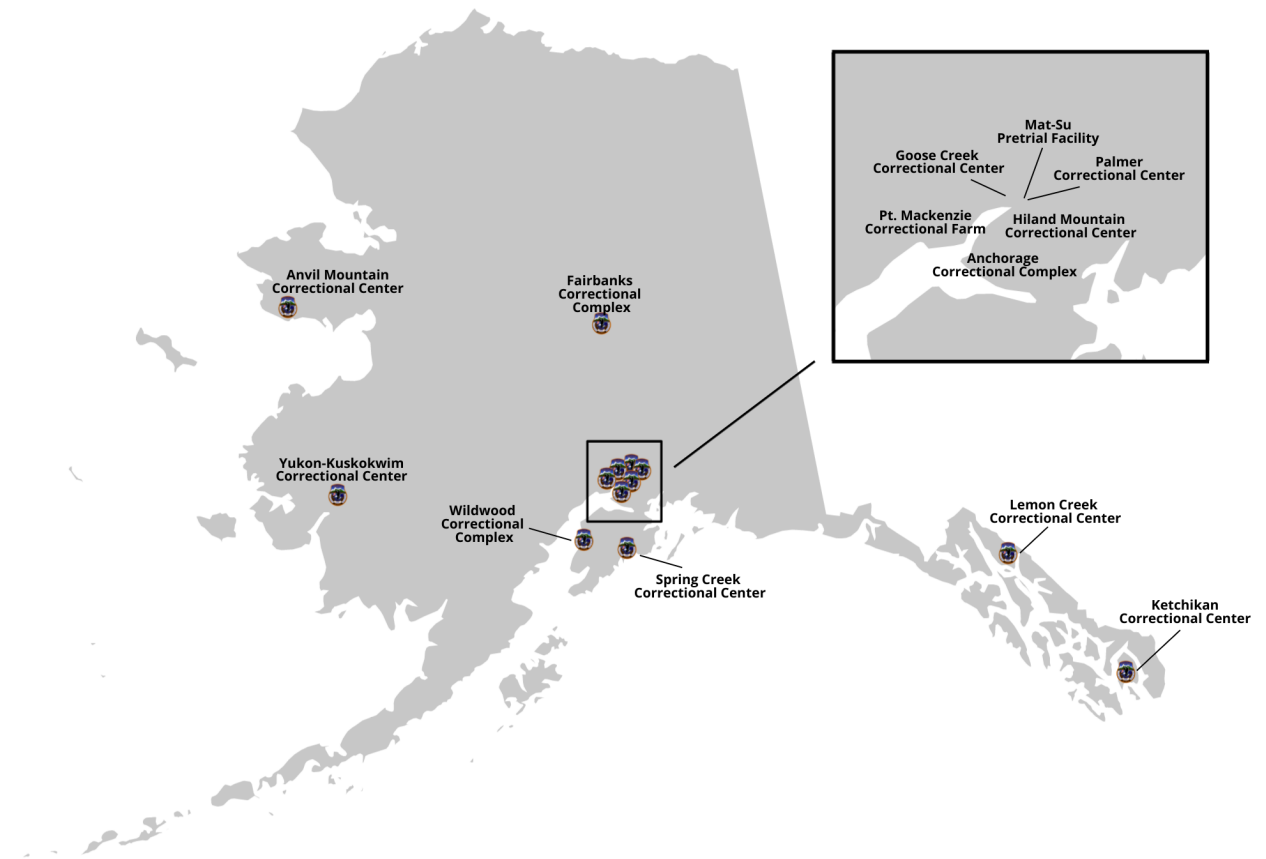 Mat-Su
Pretrial Facility
Goose Creek
Correctional Center
Palmer
Correctional Center
Pt. Mackenzie
Correctional Farm
Hiland Mountain
Correctional Center
Anchorage
Correctional Complex
Anvil Mountain
Correctional Center
Fairbanks
Correctional
Complex
Yukon-Kuskokwim
Correctional Center
Wildwood
Correctional
Complex
Spring Creek
Correctional Center
Lemon Creek
Correctional Center
Ketchikan
Correctional Center